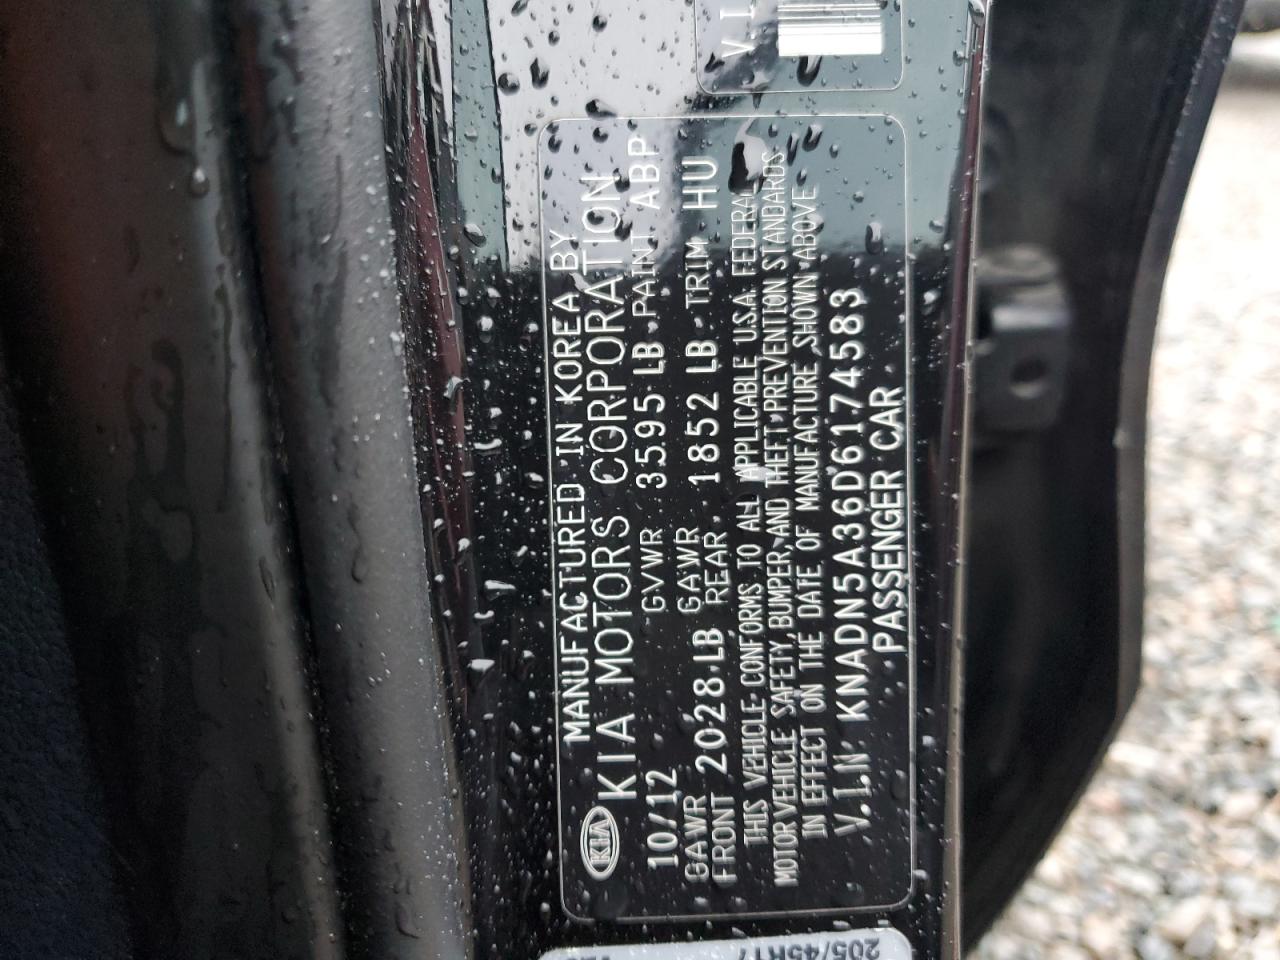 V.I
MANUFACTURED IN KOREA BY
KIA KIA MOTORS CORPORATION
10/12 GVWR 3595 LB PAINT ABP
GAWR FRONT 2028 LB GAWR REAR 1852 LB TRIM HU
THIS VEHICLE CONFORMS TO ALL APPLICABLE U.S.A. FEDERAL
MOTOR VEHICLE SAFETY, BUMPER, AND THEFT PREVENTION STANDARDS
IN EFFECT ON THE DATE OF MANUFACTURE SHOWN ABOVE
V.I.N. KNADN5A36D6174583
PASSENGER CAR
205/45R17